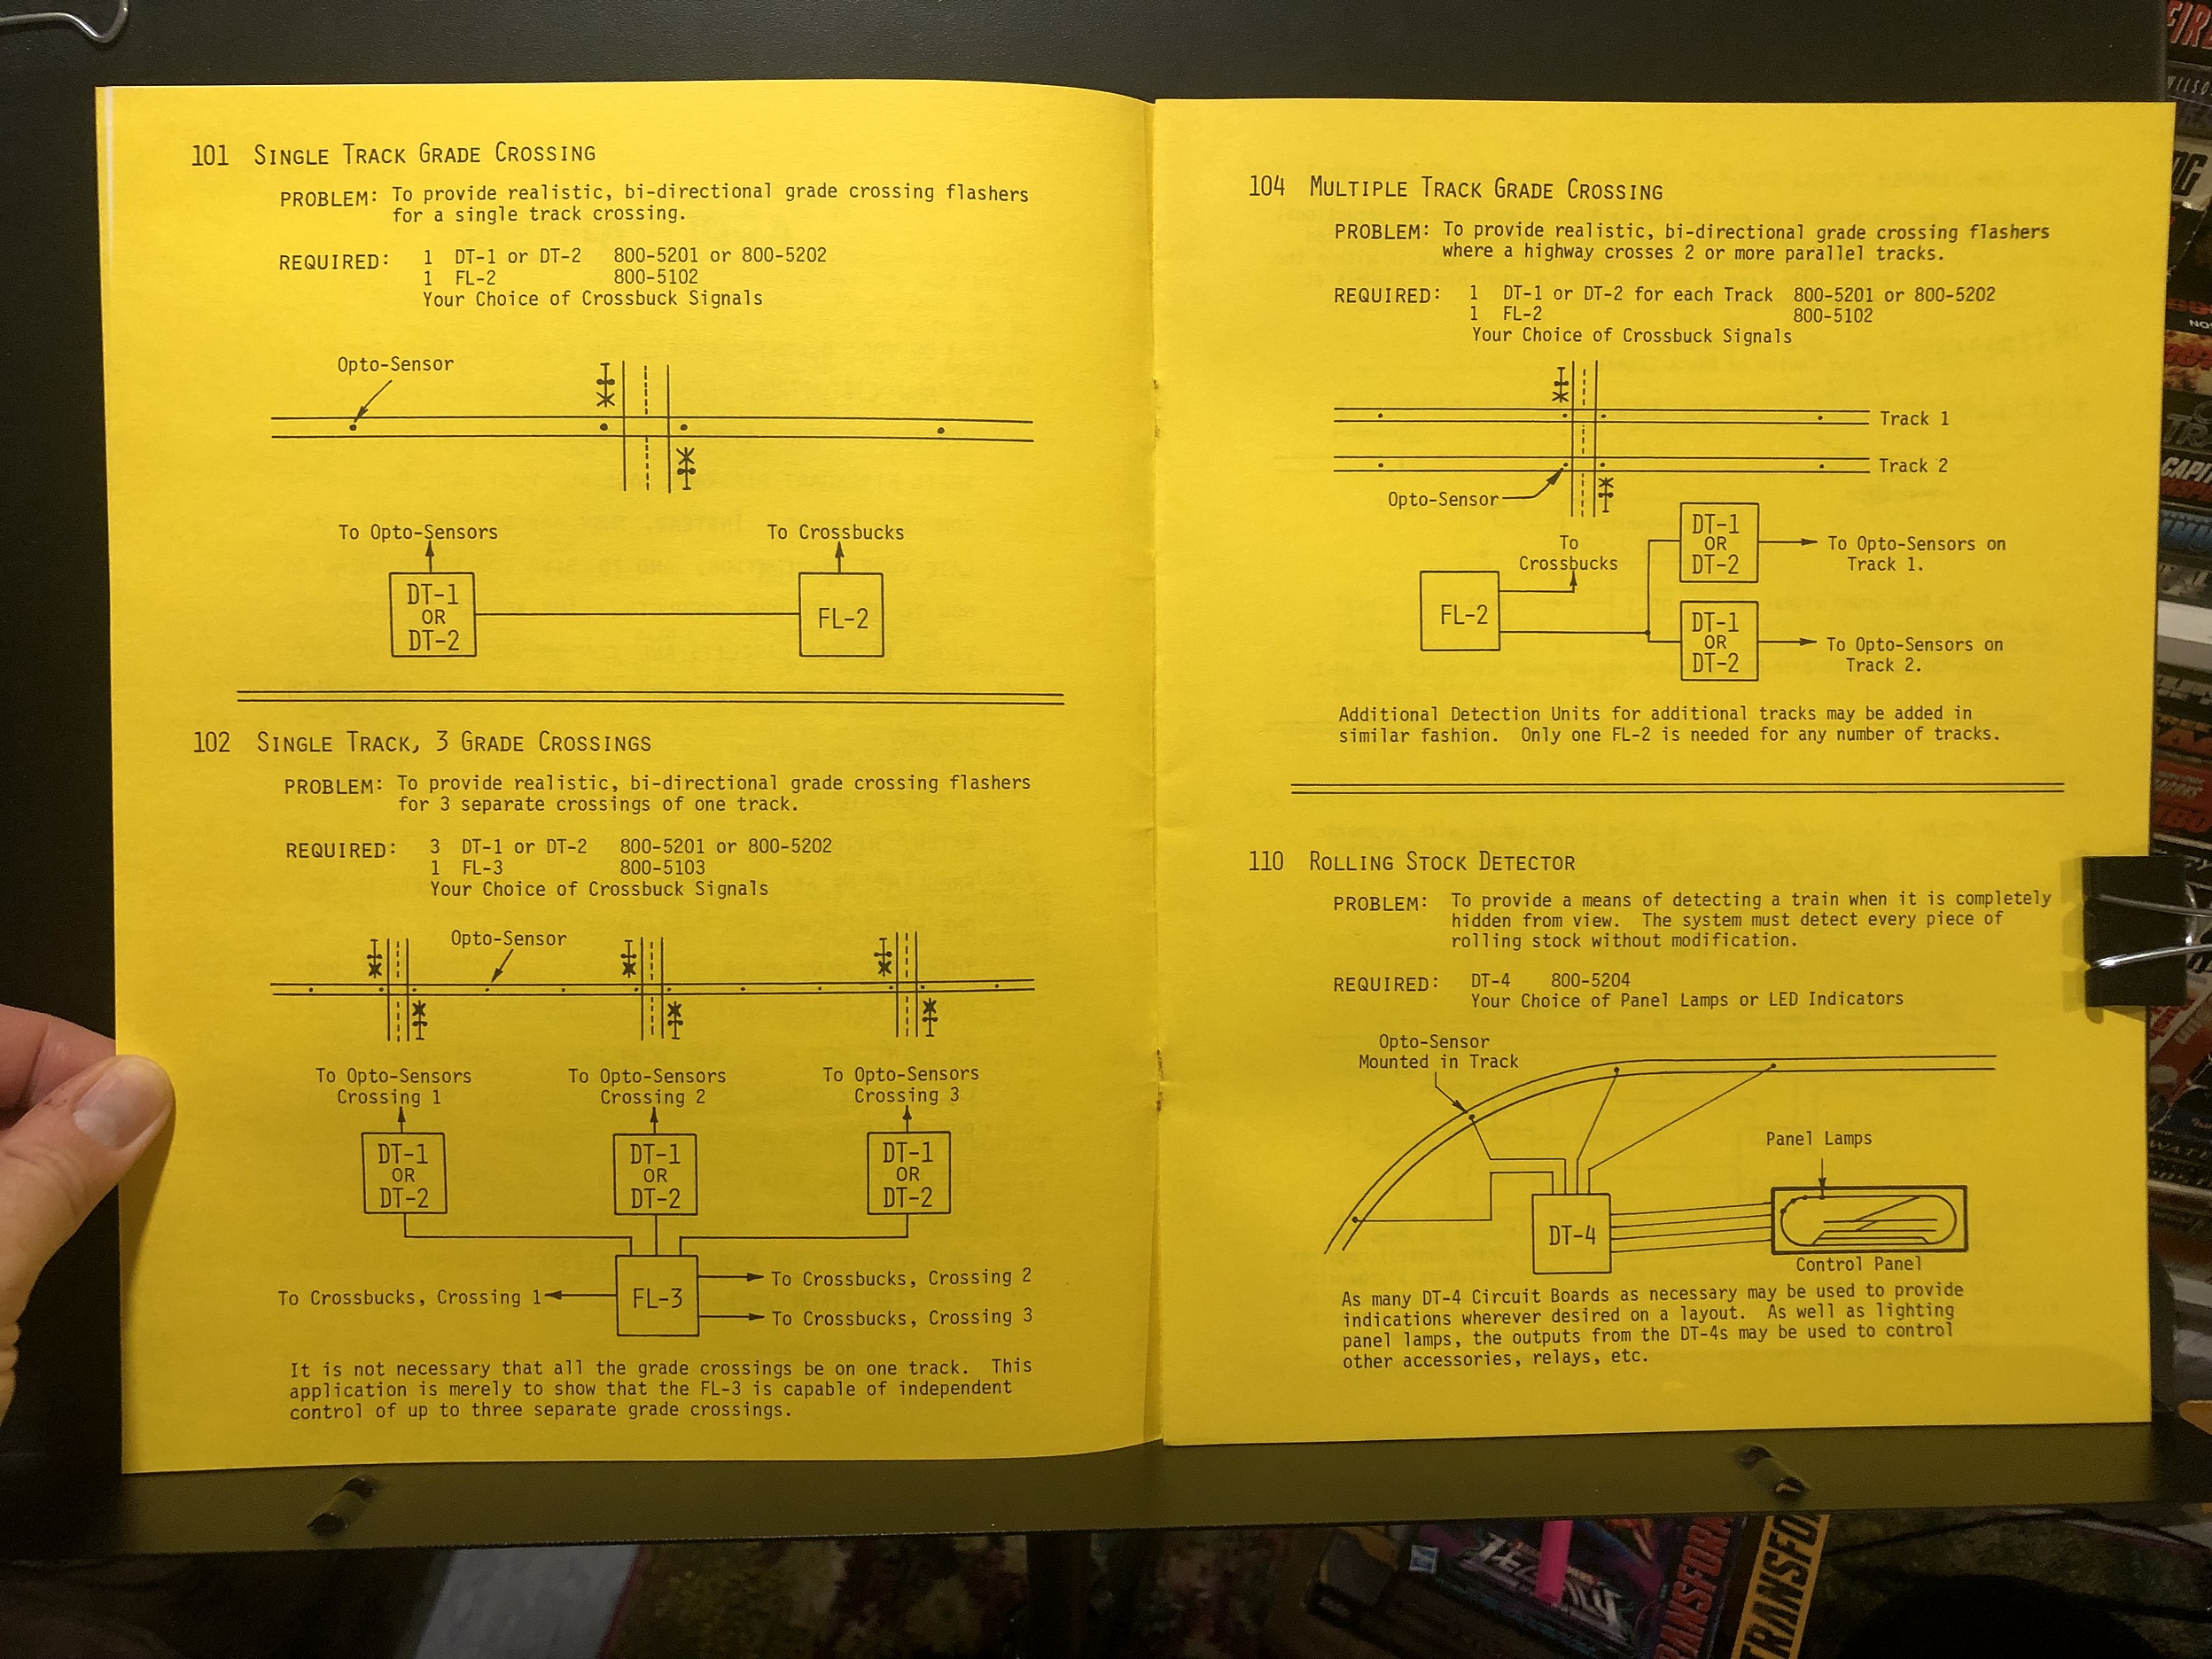 101 SINGLE TRACK GRADE CROSSING
PROBLEM: To provide realistic, bi-directional grade crossing flashers
for a single track crossing.
REQUIRED: 1 DT-1 or DT-2 800-5201 or 800-5202
1 FL-2 800-5102
Your Choice of Crossbuck Signals
Opto-Sensor
To Opto-Sensors
To Crossbucks
DT-1
OR
DT-2
FL-2
102 SINGLE TRACK, 3 GRADE CROSSINGS
PROBLEM: To provide realistic, bi-directional grade crossing flashers
for 3 separate crossings of one track.
REQUIRED: 3 DT-1 or DT-2 800-5201 or 800-5202
1 FL-3 800-5103
Your Choice of Crossbuck Signals
Opto-Sensor
To Opto-Sensors
Crossing 1
To Opto-Sensors
Crossing 2
To Opto-Sensors
Crossing 3
DT-1
OR
DT-2
DT-1
OR
DT-2
DT-1
OR
DT-2
FL-3
To Crossbucks, Crossing 1
To Crossbucks, Crossing 2
To Crossbucks, Crossing 3
It is not necessary that all the grade crossings be on one track. This
application is merely to show that the FL-3 is capable of independent
control of up to three separate grade crossings.
104 MULTIPLE TRACK GRADE CROSSING
PROBLEM: To provide realistic, bi-directional grade crossing flashers
where a highway crosses 2 or more parallel tracks.
REQUIRED: 1 DT-1 or DT-2 for each Track 800-5201 or 800-5202
1 FL-2 800-5102
Your Choice of Crossbuck Signals
Track 1
Track 2
Opto-Sensor
To
Crossbucks
FL-2
DT-1
OR
DT-2
To Opto-Sensors on
Track 1.
DT-1
OR
DT-2
To Opto-Sensors on
Track 2.
Additional Detection Units for additional tracks may be added in
similar fashion. Only one FL-2 is needed for any number of tracks.
110 ROLLING STOCK DETECTOR
PROBLEM: To provide a means of detecting a train when it is completely
hidden from view. The system must detect every piece of
rolling stock without modification.
REQUIRED: DT-4 800-5204
Your Choice of Panel Lamps or LED Indicators
Opto-Sensor
Mounted in Track
Panel Lamps
DT-4
Control Panel
As many DT-4 Circuit Boards as necessary may be used to provide
indications wherever desired on a layout. As well as lighting
panel lamps, the outputs from the DT-4s may be used to control
other accessories, relays, etc.
TRANSFORM
TRANSFO